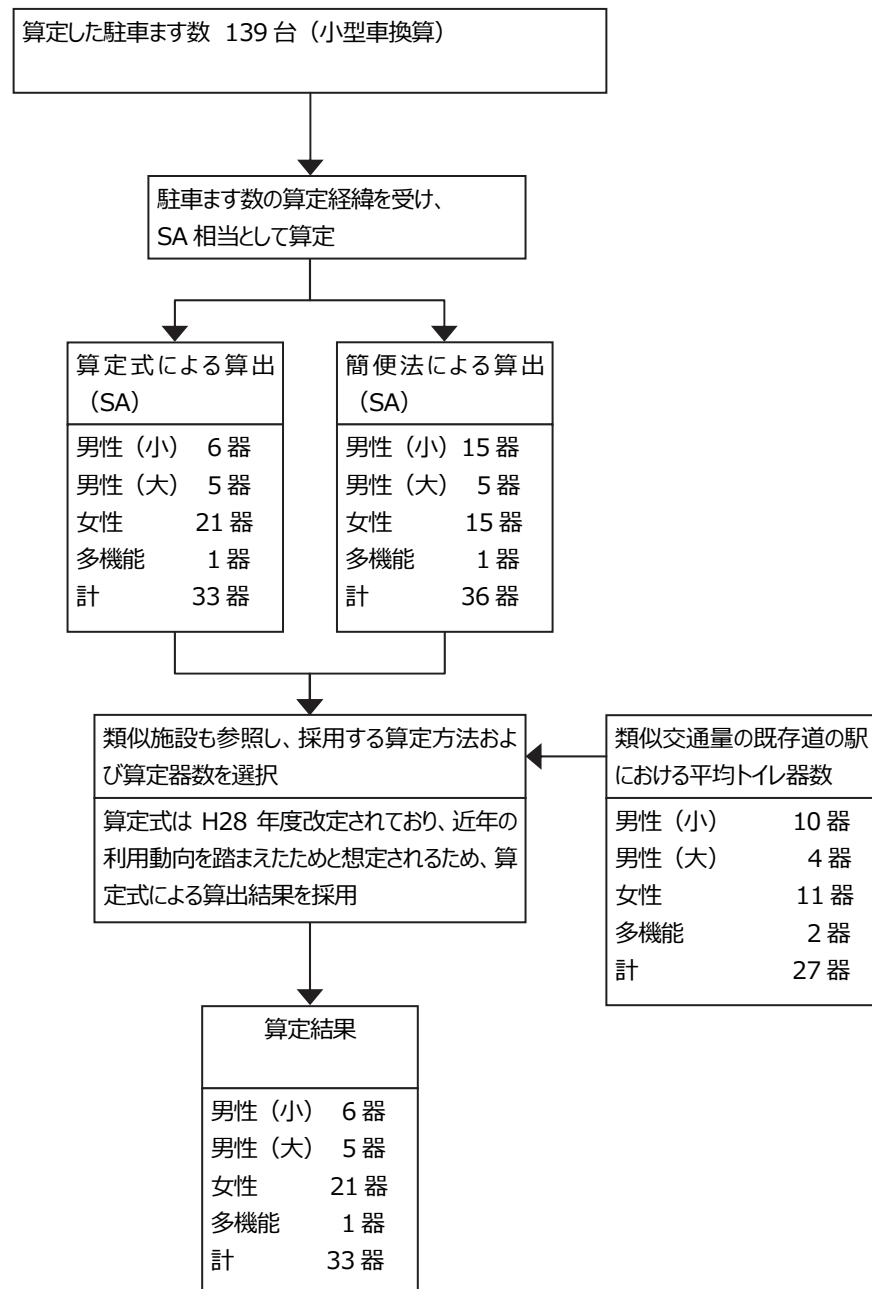 算定した駐車ます数 139 台（小型車換算）
駐車ます数の算定経緯を受け、
SA 相当として算定
算定式による算出
（SA）
男性（小） 6 器
男性（大） 5 器
女性 21 器
多機能 1 器
計 33 器
簡便法による算出
（SA）
男性（小） 15 器
男性（大） 5 器
女性 15 器
多機能 1 器
計 36 器
類似施設も参照し、採用する算定方法およ
び算定器数を選択
算定式は H28 年度改定されており、近年の
利用動向を踏まえたためと想定されるため、算
定式による算出結果を採用
類似交通量の既存道の駅
における平均トイレ器数
男性（小） 10 器
男性（大） 4 器
女性 11 器
多機能 2 器
計 27 器
算定結果
男性（小） 6 器
男性（大） 5 器
女性 21 器
多機能 1 器
計 33 器